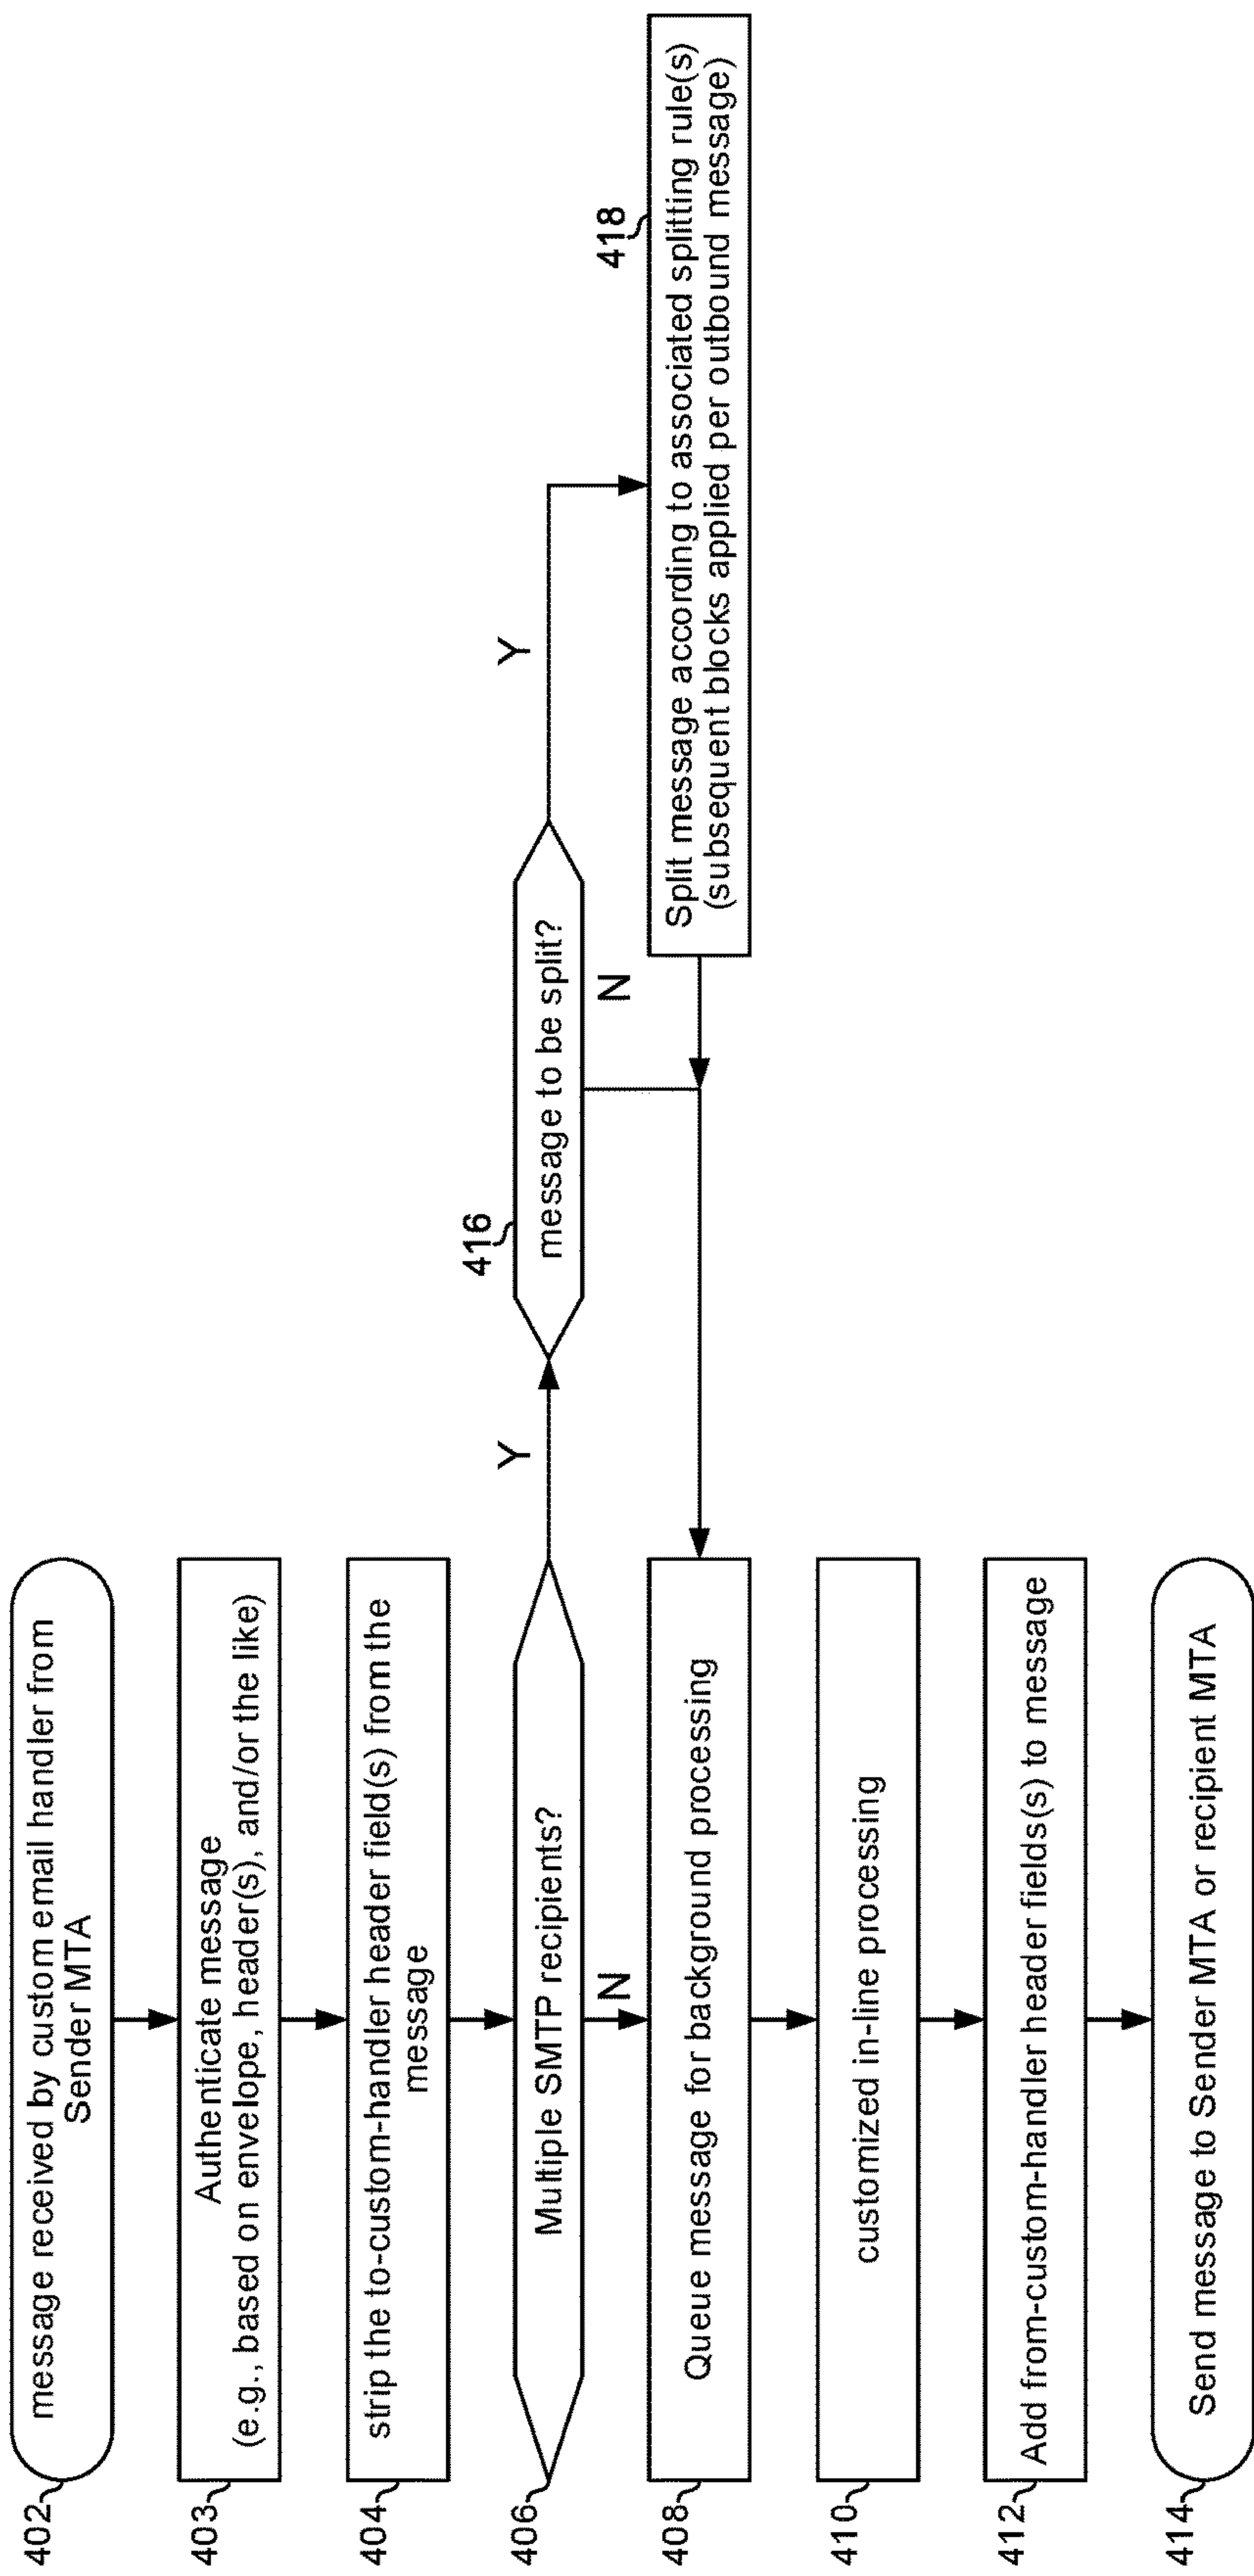 402
message received by custom email handler from
Sender MTA
403
Authenticate message
(e.g., based on envelope, header(s), and/or the like)
404
strip the to-custom-handler header field(s) from the
message
406
Multiple SMTP recipients?
Y
N
416
message to be split?
Y
N
418
Split message according to associated splitting rule(s)
(subsequent blocks applied per outbound message)
408
Queue message for background processing
410
customized in-line processing
412
Add from-custom-handler header fields(s) to message
414
Send message to Sender MTA or recipient MTA